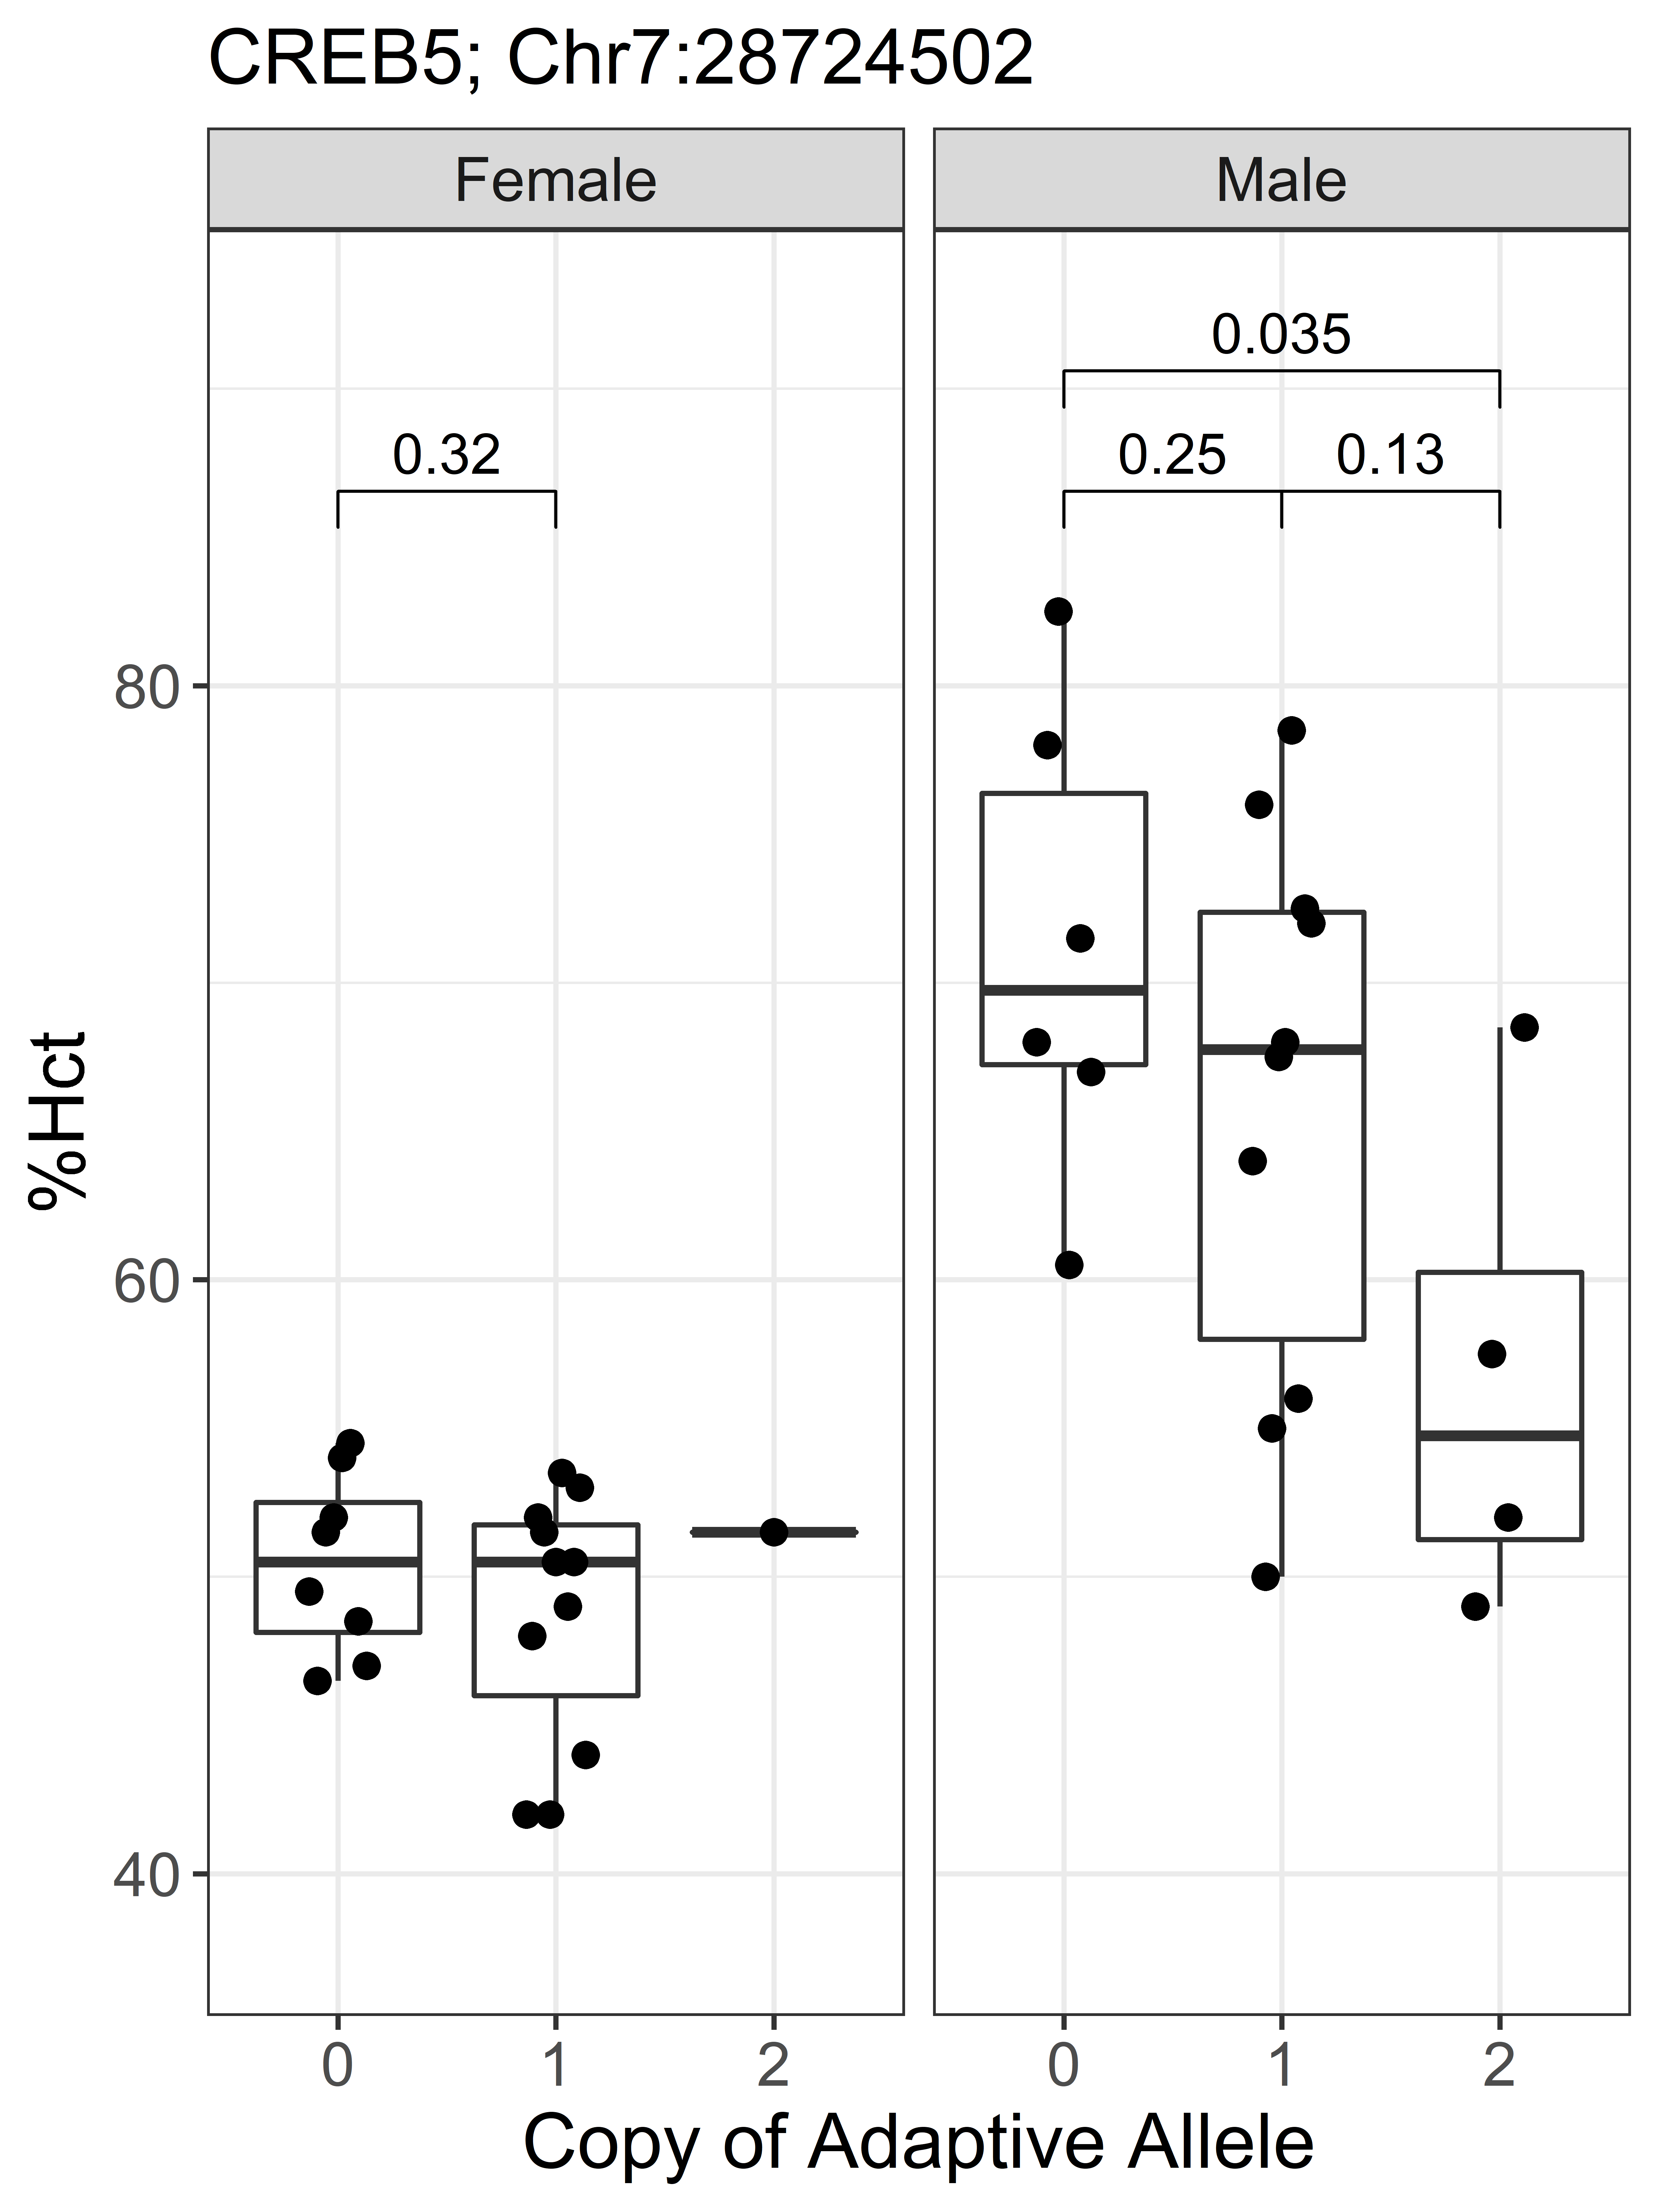 CREB5; Chr7:28724502
Female
Male
0.035
0.32
0.25
0.13
80
60
40
%Hct
0 1 2
0 1 2
Copy of Adaptive Allele